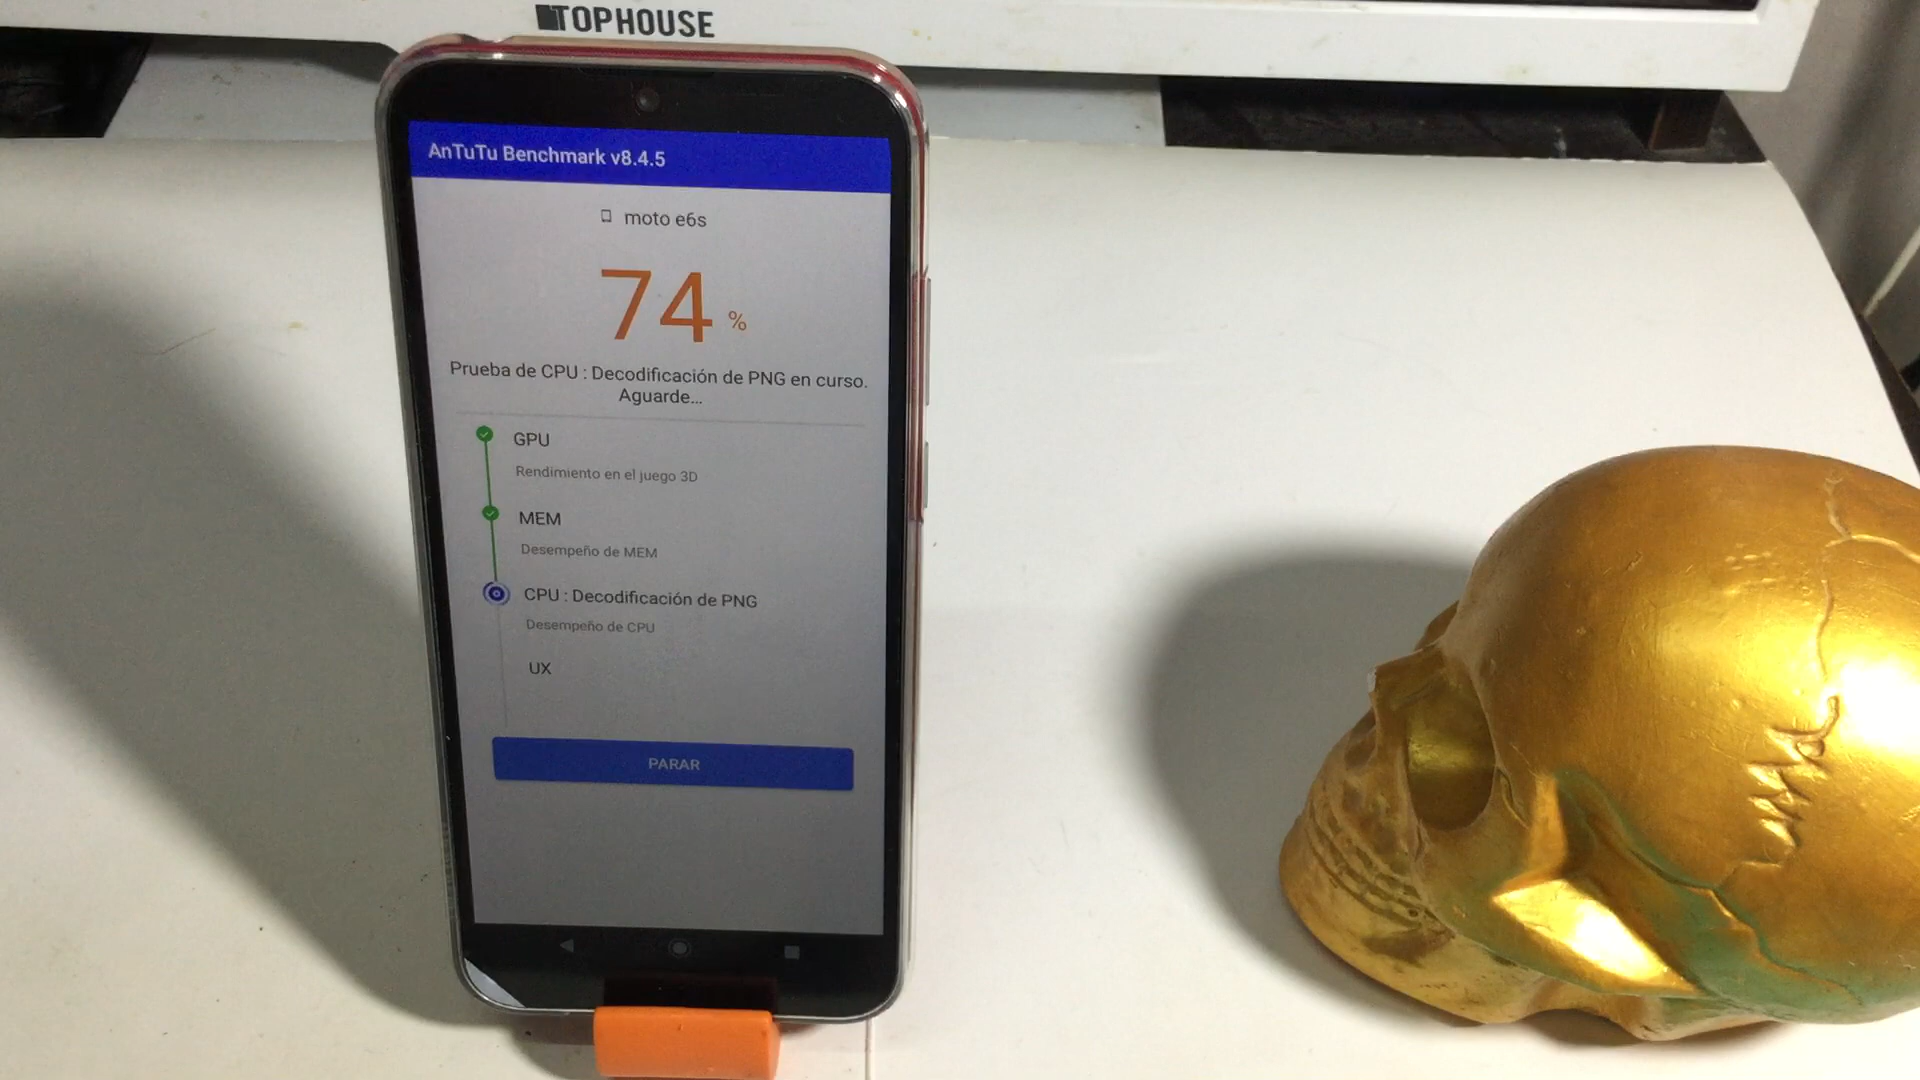 TOPHOUSE
AnTuTu Benchmark v8.4.5
moto e6s
74 %
Prueba de CPU : Decodificación de PNG en curso.
Aguarde...
GPU
Rendimiento en el juego 3D
MEM
Desempeño de MEM
CPU : Decodificación de PNG
Desempeño de CPU
UX
PARAR